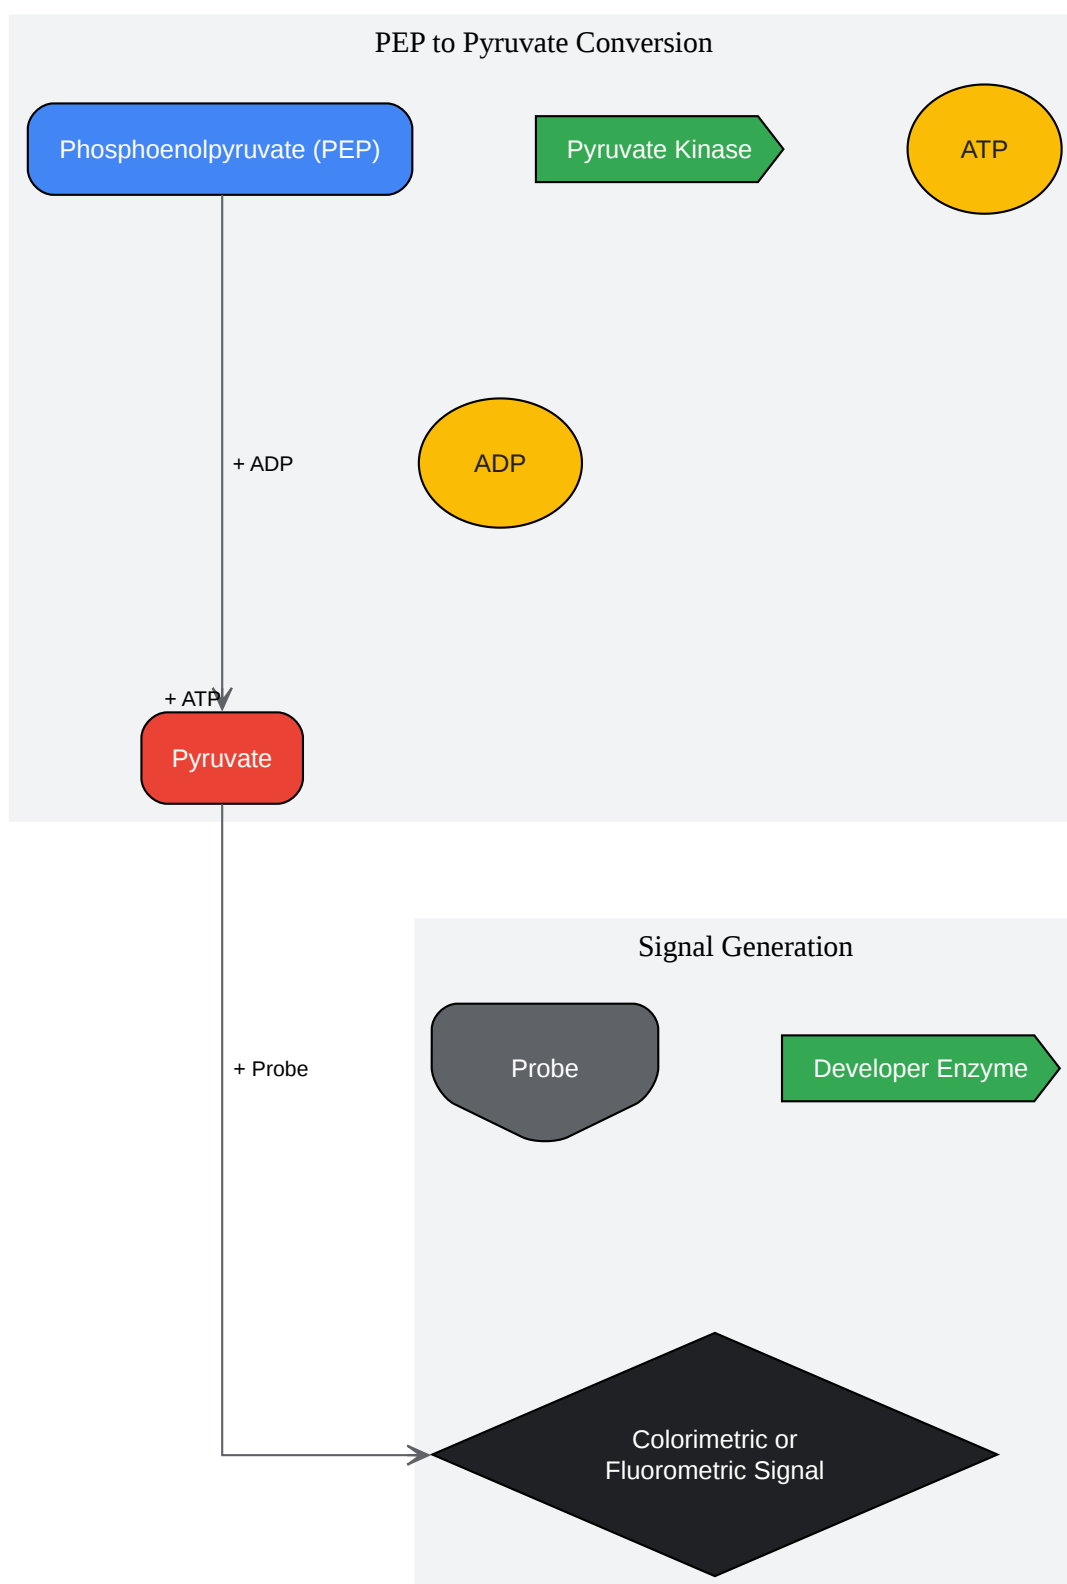 PEP to Pyruvate Conversion
Phosphoenolpyruvate (PEP)
Pyruvate Kinase
ATP
+ ADP
ADP
+ ATP
Pyruvate
Signal Generation
Probe
Developer Enzyme
+ Probe
Colorimetric or
Fluorometric Signal